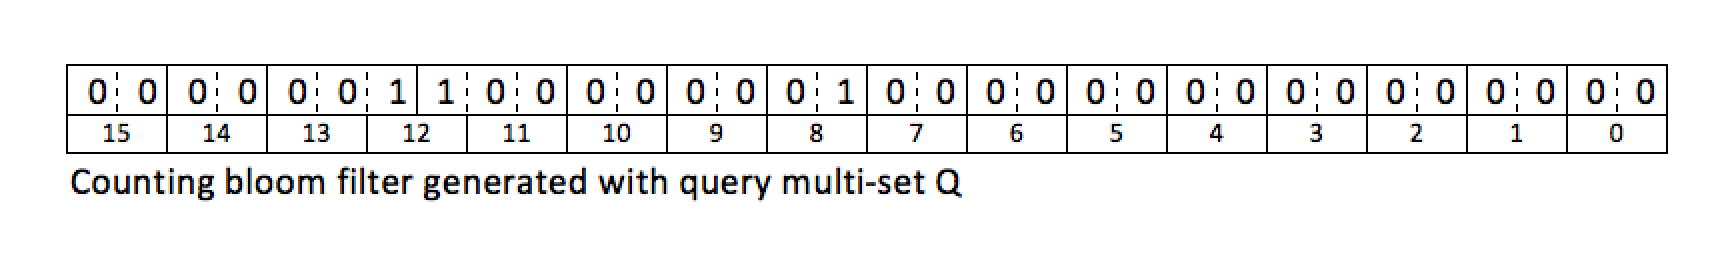 0 0 0 0 0 0 1 1 0 0 0 0 0 0 0 1 0 0 0 0 0 0 0 0 0 0 0 0 0 0 0 0
15 14 13 12 11 10 9 8 7 6 5 4 3 2 1 0
Counting bloom filter generated with query multi-set Q